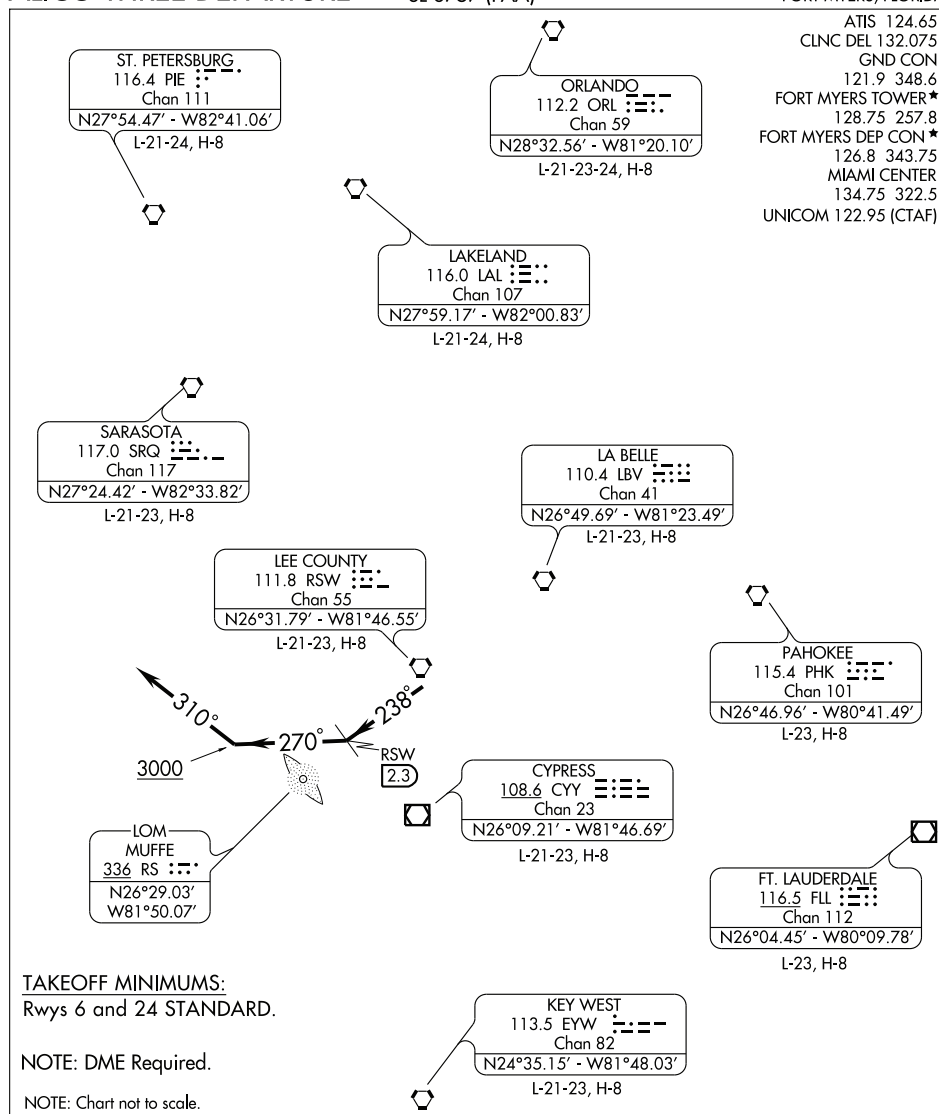 ST. PETERSBURG
116.4 PIE
Chan 111
N27°54.47′ - W82°41.06′
L-21-24, H-8
ORLANDO
112.2 ORL
Chan 59
N28°32.56′ - W81°20.10′
L-21-23-24, H-8
ATIS 124.65
CLNC DEL 132.075
GND CON
121.9 348.6
FORT MYERS TOWER★
128.75 257.8
FORT MYERS DEP CON★
126.8 343.75
MIAMI CENTER
134.75 322.5
UNICOM 122.95 (CTAF)
LAKELAND
116.0 LAL
Chan 107
N27°59.17′ - W82°00.83′
L-21-24, H-8
SARASOTA
117.0 SRQ
Chan 117
N27°24.42′ - W82°33.82′
L-21-23, H-8
LA BELLE
110.4 LBV
Chan 41
N26°49.69′ - W81°23.49′
L-21-23, H-8
LEE COUNTY
111.8 RSW
Chan 55
N26°31.79′ - W81°46.55′
L-21-23, H-8
PAHOKEE
115.4 PHK
Chan 101
N26°46.96′ - W80°41.49′
L-23, H-8
310°
270°
238°
3000
RSW
2.3
CYPRESS
108.6 CYY
Chan 23
N26°09.21′ - W81°46.69′
L-21-23, H-8
LOM
MUFFE
336 RS
N26°29.03′
W81°50.07′
FT. LAUDERDALE
116.5 FLL
Chan 112
N26°04.45′ - W80°09.78′
L-23, H-8
TAKEOFF MINIMUMS:
Rwys 6 and 24 STANDARD.
KEY WEST
113.5 EYW
Chan 82
N24°35.15′ - W81°48.03′
L-21-23, H-8
NOTE: DME Required.
NOTE: Chart not to scale.